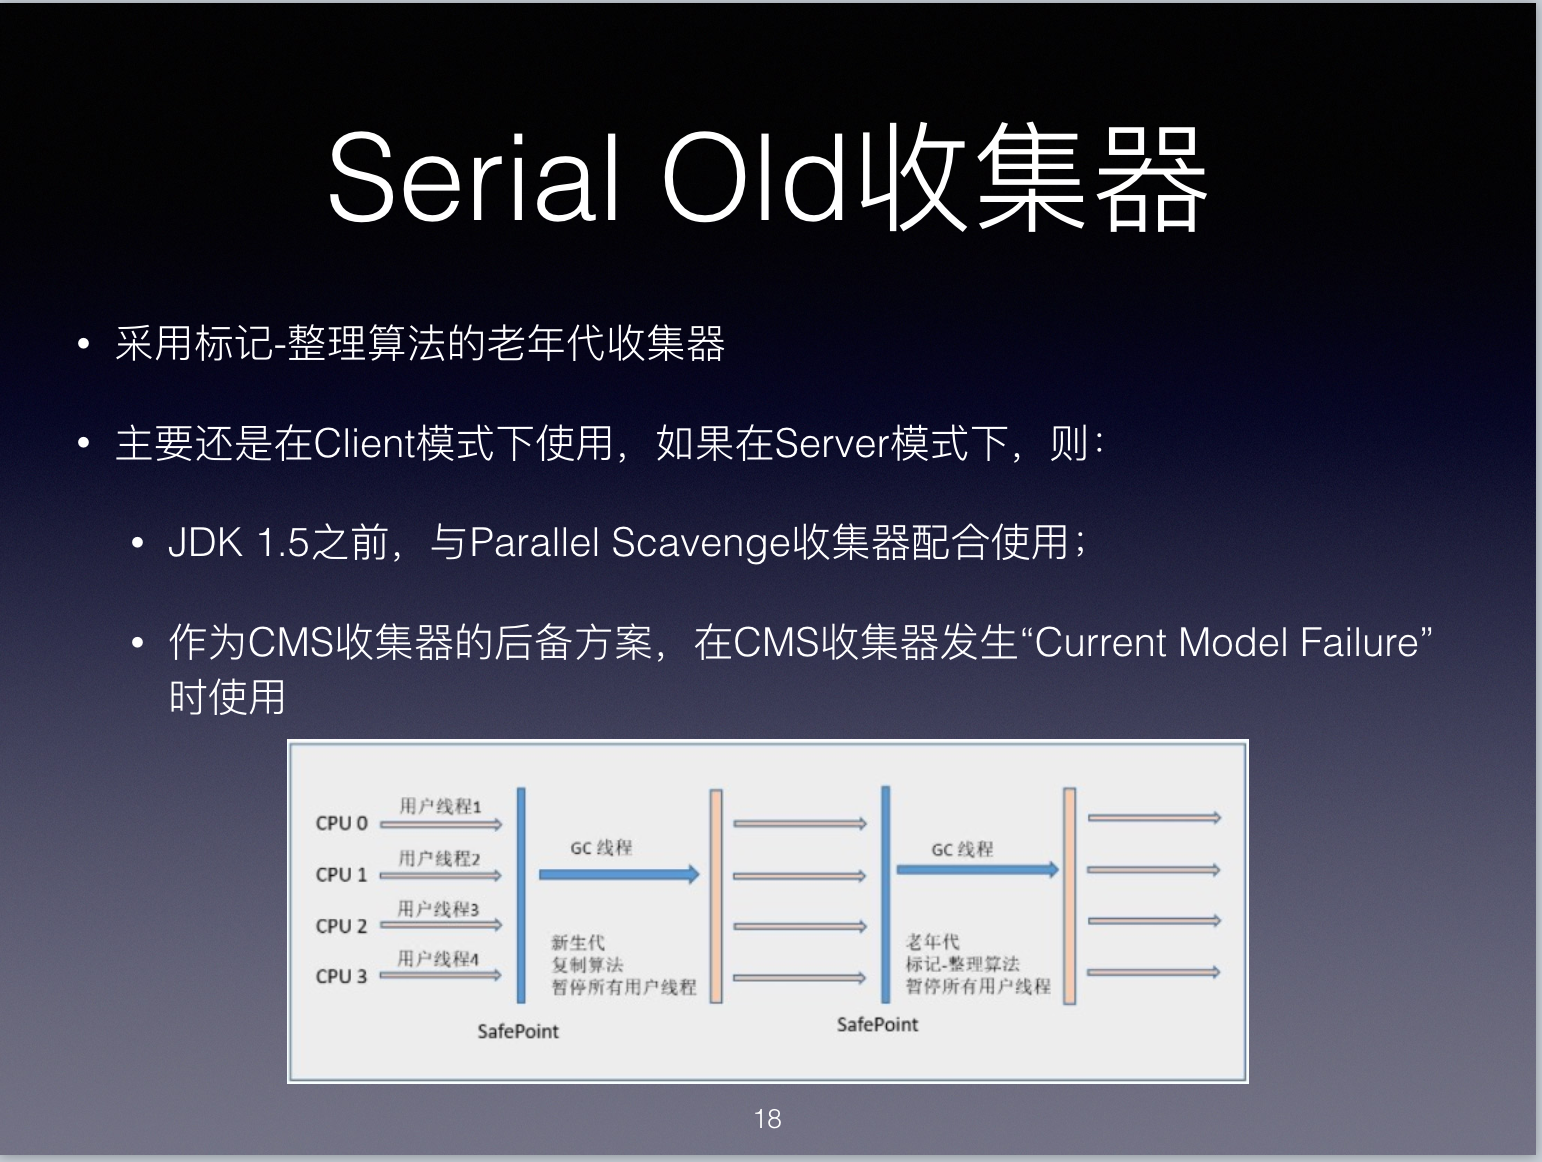 Serial Old收集器
• 采用标记-整理算法的老年代收集器
• 主要还是在Client模式下使用，如果在Server模式下，则：
• JDK 1.5之前，与Parallel Scavenge收集器配合使用；
• 作为CMS收集器的后备方案，在CMS收集器发生“Current Model Failure”
时使用
CPU 0
用户线程1
CPU 1
用户线程2
CPU 2
用户线程3
CPU 3
用户线程4
SafePoint
GC 线程
新生代
复制算法
暂停所有用户线程
SafePoint
GC 线程
老年代
标记-整理算法
暂停所有用户线程
18